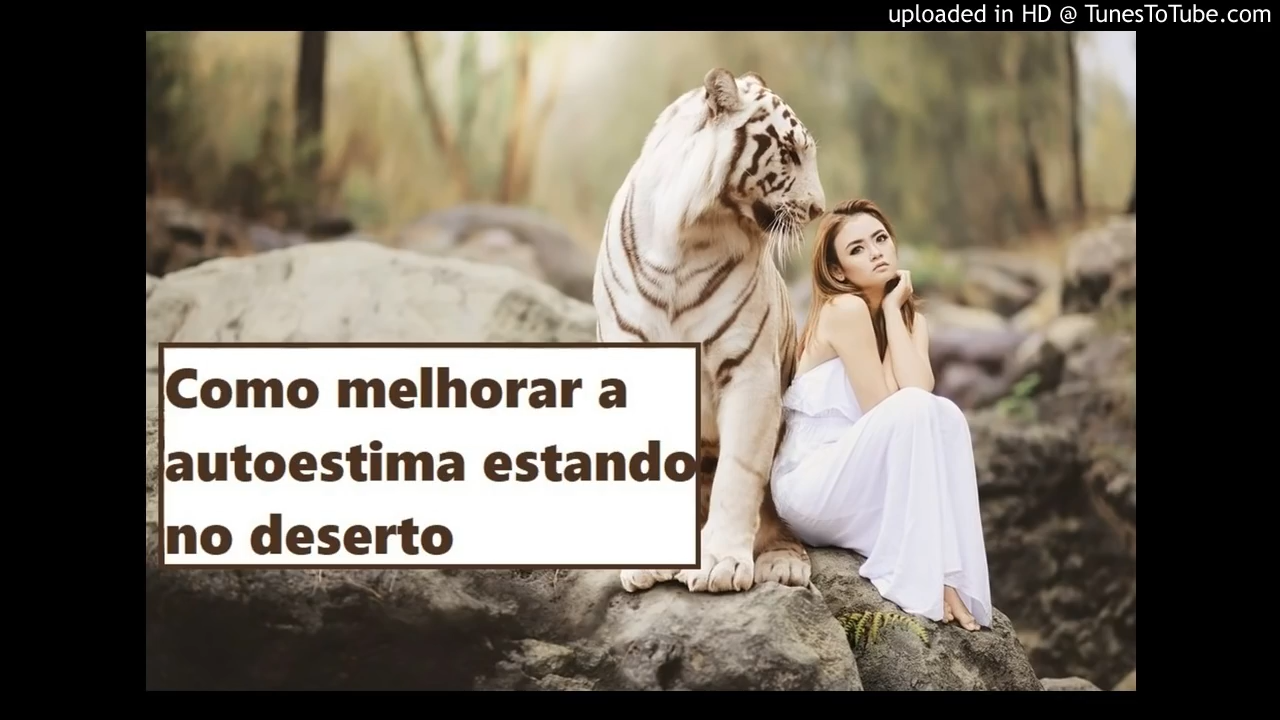 uploaded in HD @ TunesToTube.com
Como melhorar a
autoestima estando
no deserto